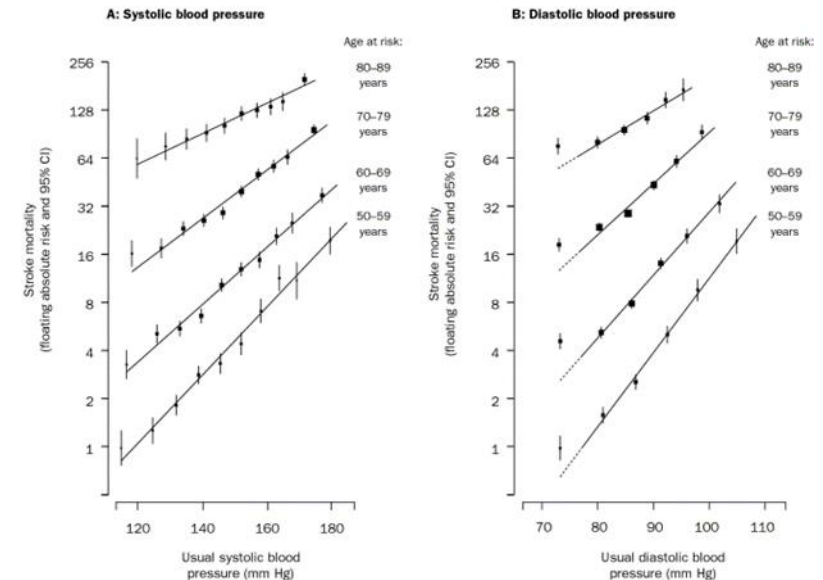 A: Systolic blood pressure
Age at risk:
256
128
64
32
16
8
4
2
1
Stroke mortality
(floating absolute risk and 95% CI)
80–89
years
70–79
years
60–69
years
50–59
years
120
140
160
180
Usual systolic blood
pressure (mm Hg)
B: Diastolic blood pressure
Age at risk:
256
128
64
32
16
8
4
2
1
Stroke mortality
(floating absolute risk and 95% CI)
80–89
years
70–79
years
60–69
years
50–59
years
70
80
90
100
110
Usual diastolic blood
pressure (mm Hg)